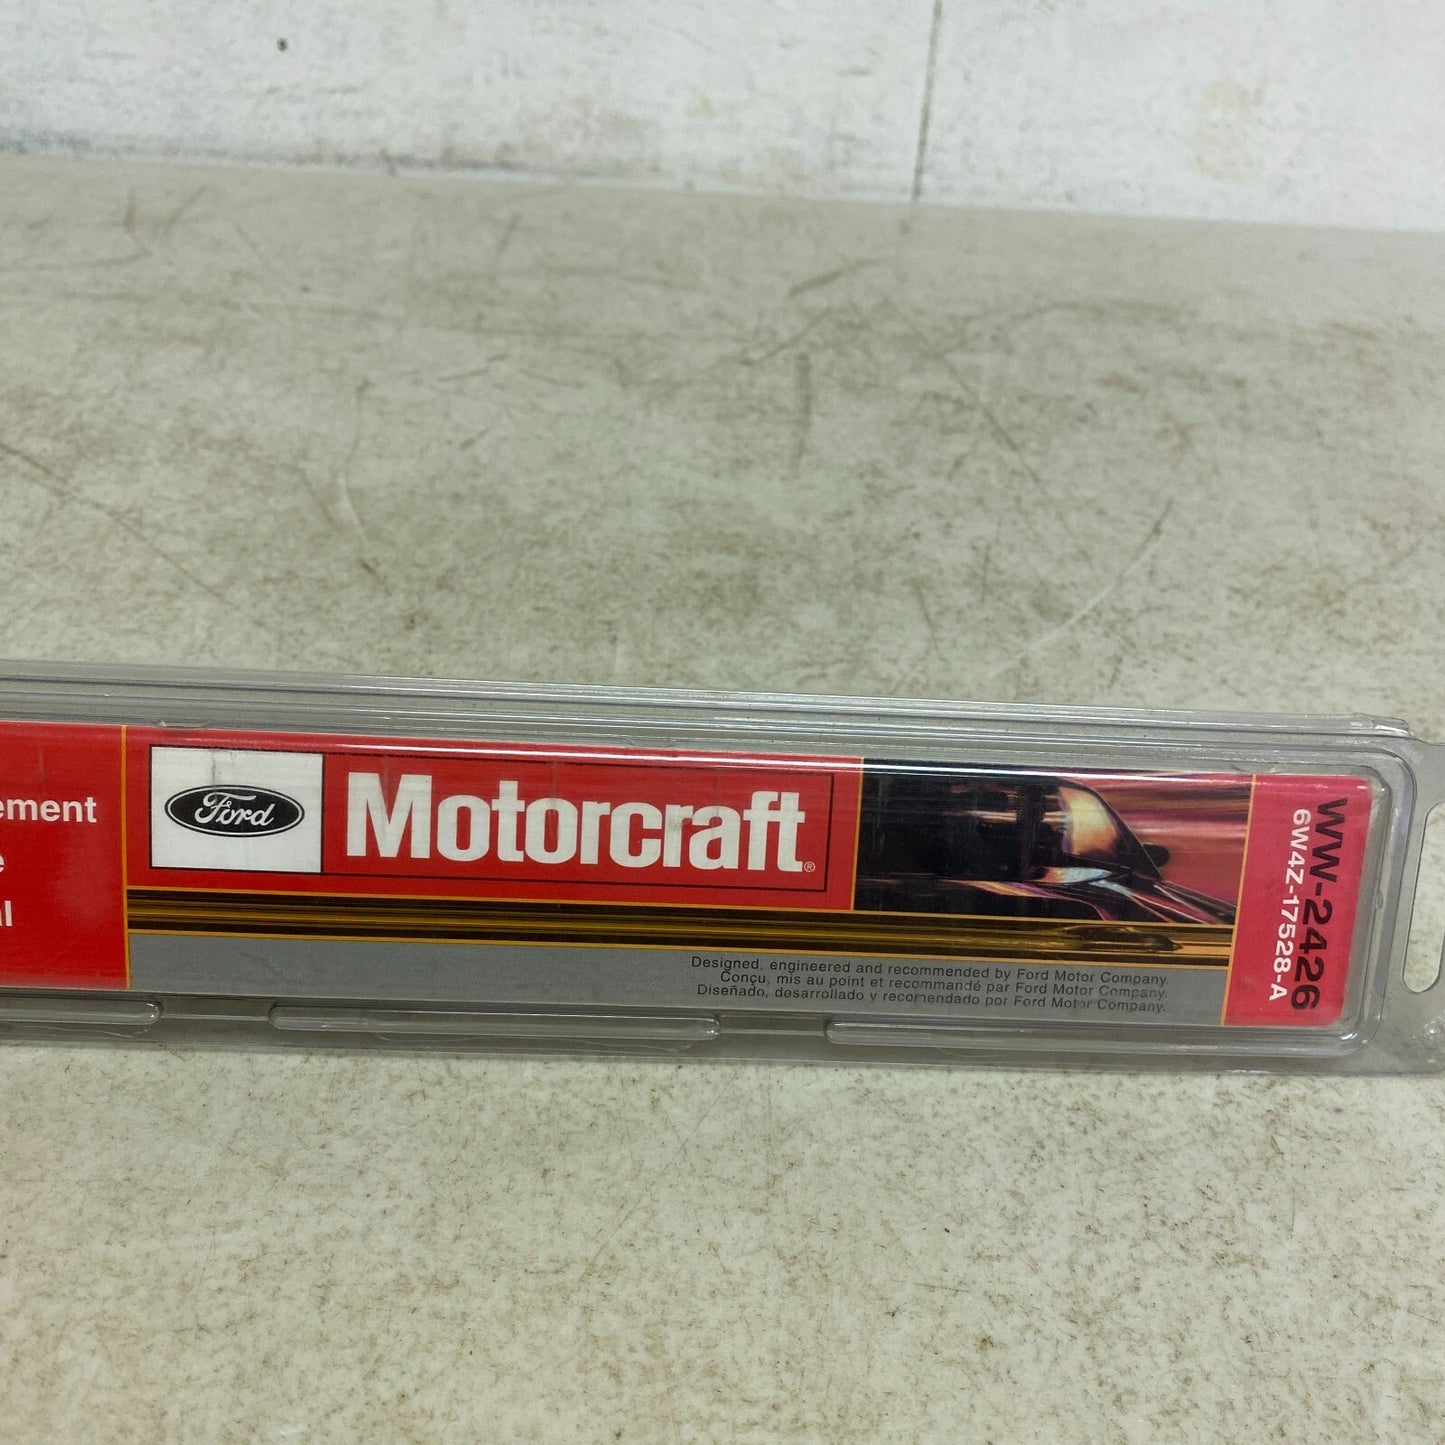 ement
e
al
Ford
Motorcraft®
Designed, engineered and recommended by Ford Motor Company.
Conçu, mis au point et recommandé par Ford Motor Company.
Diseñado, desarrollado y recomendado por Ford Motor Company.
WW-2426
6W4Z-17528-A